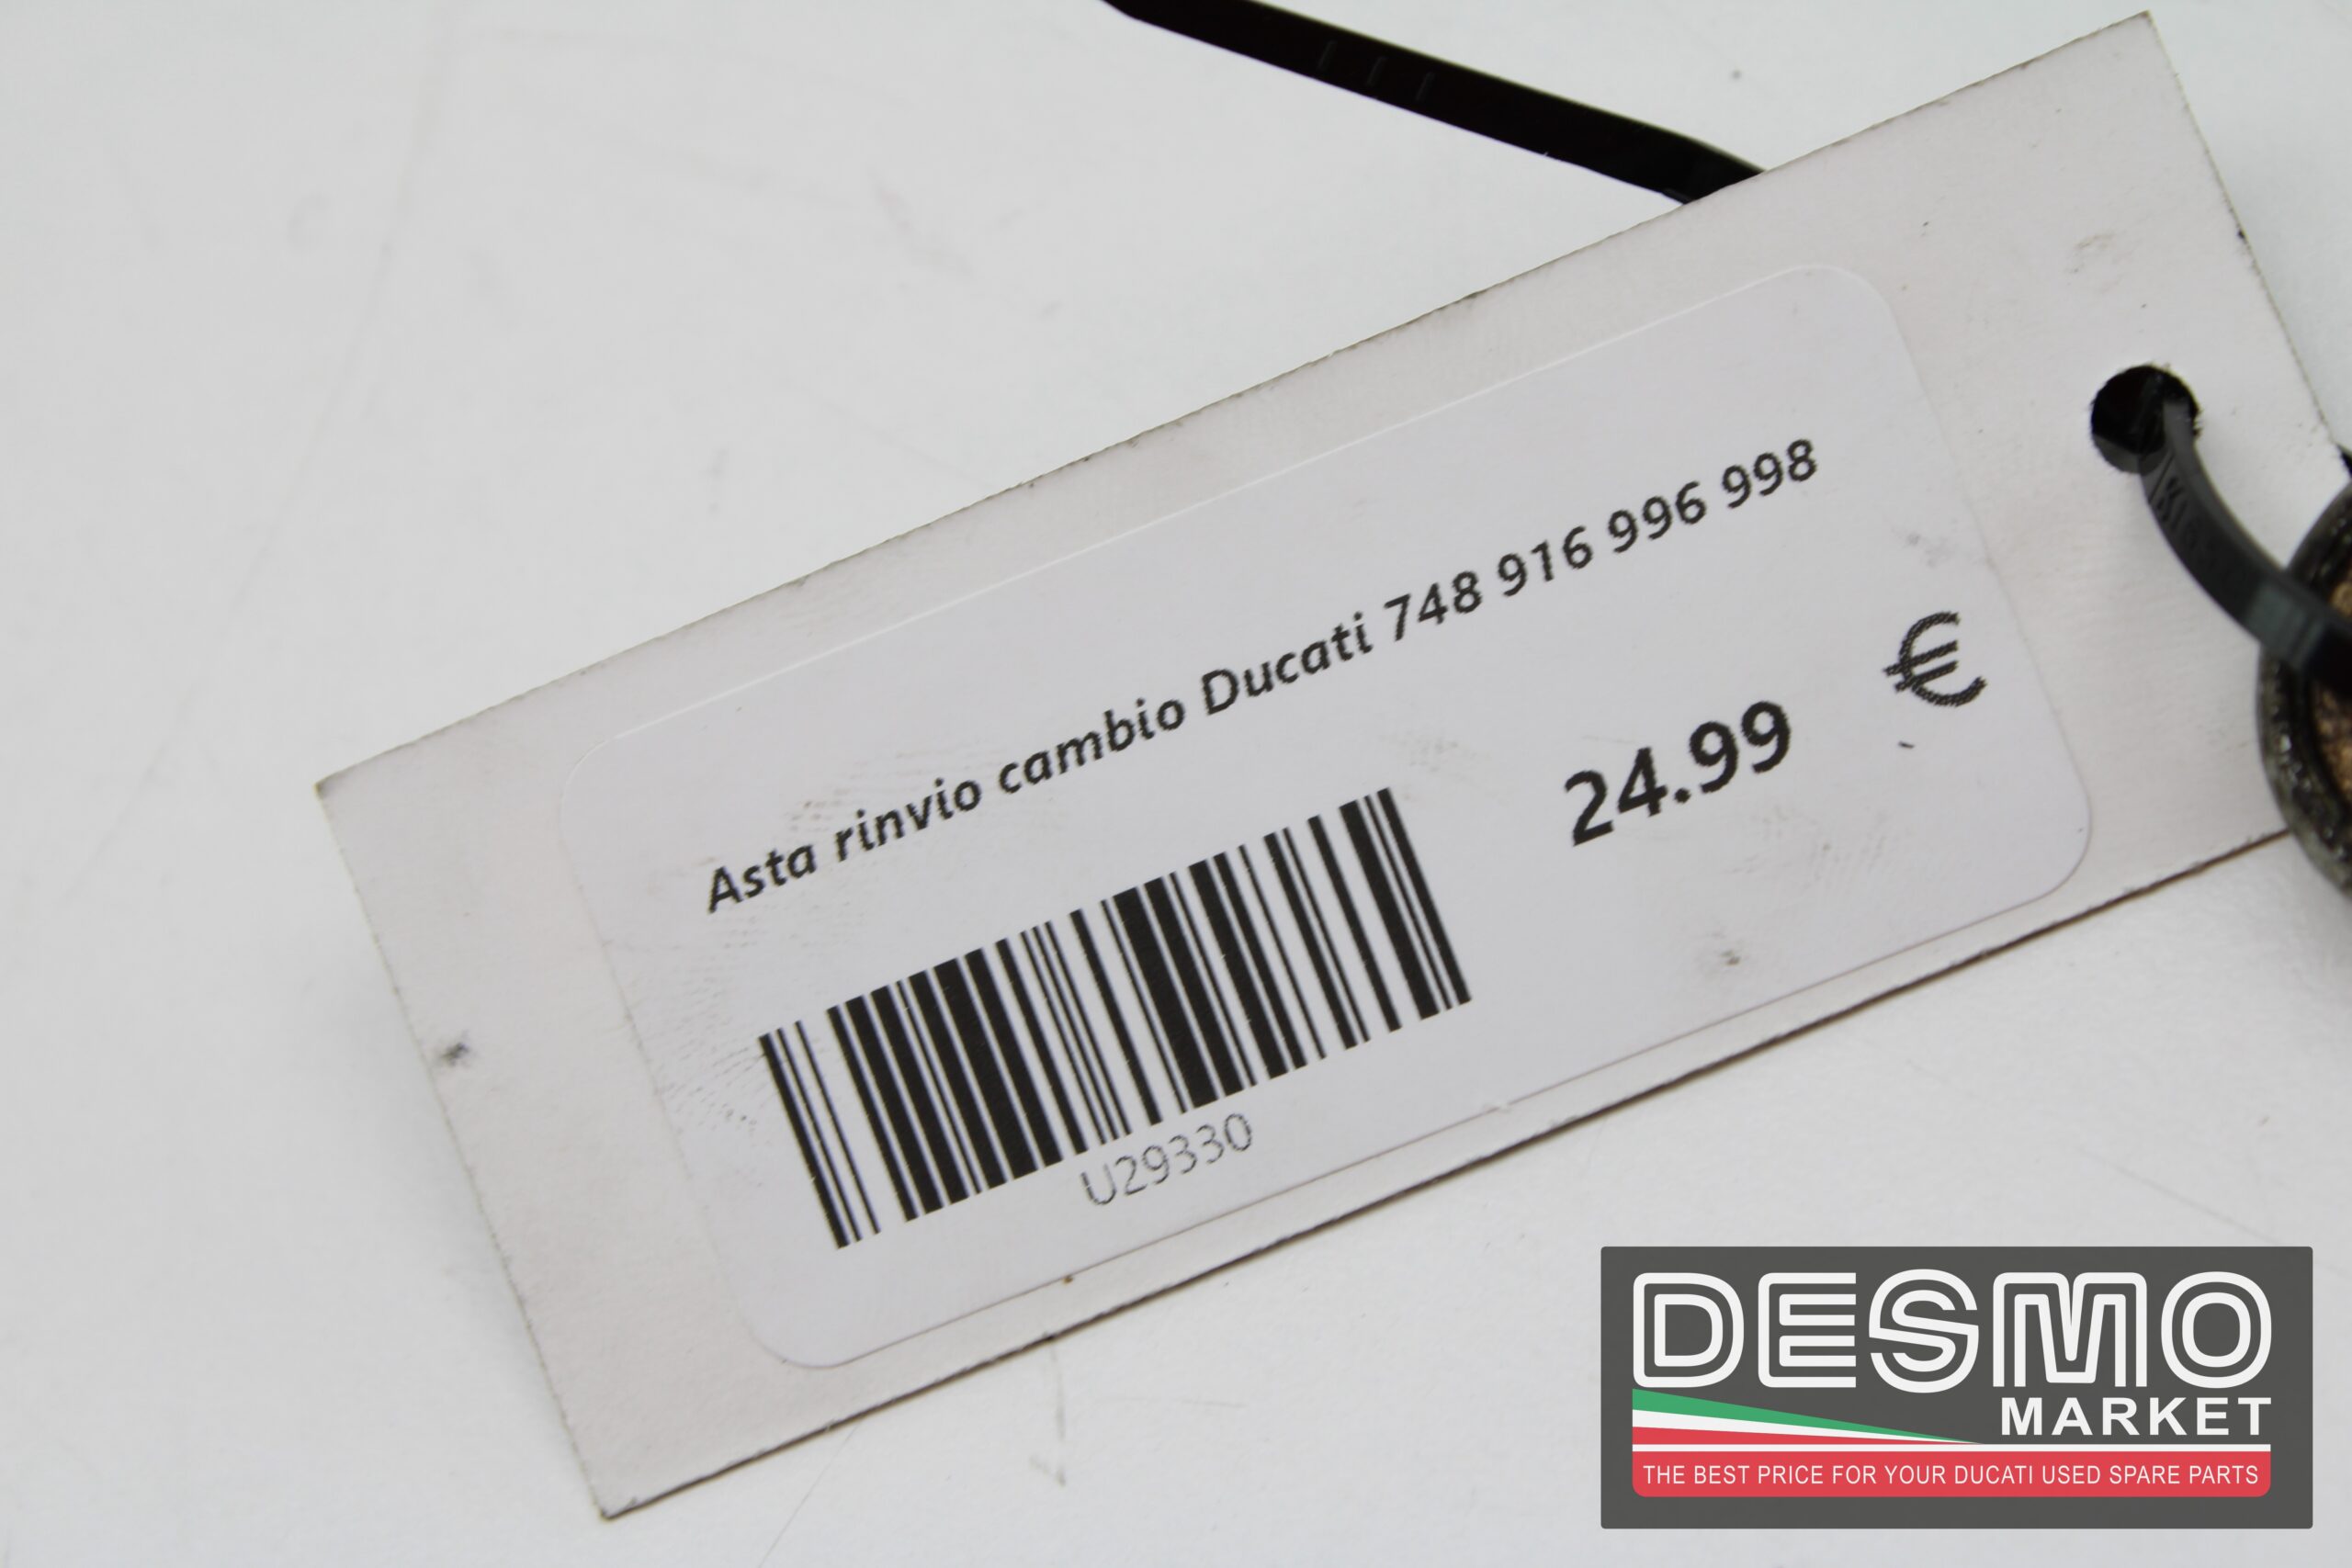 Asta rinvio cambio Ducati 748 916 996 998
24.99 €
U29330
DESMO
MARKET
THE BEST PRICE FOR YOUR DUCATI USED SPARE PARTS